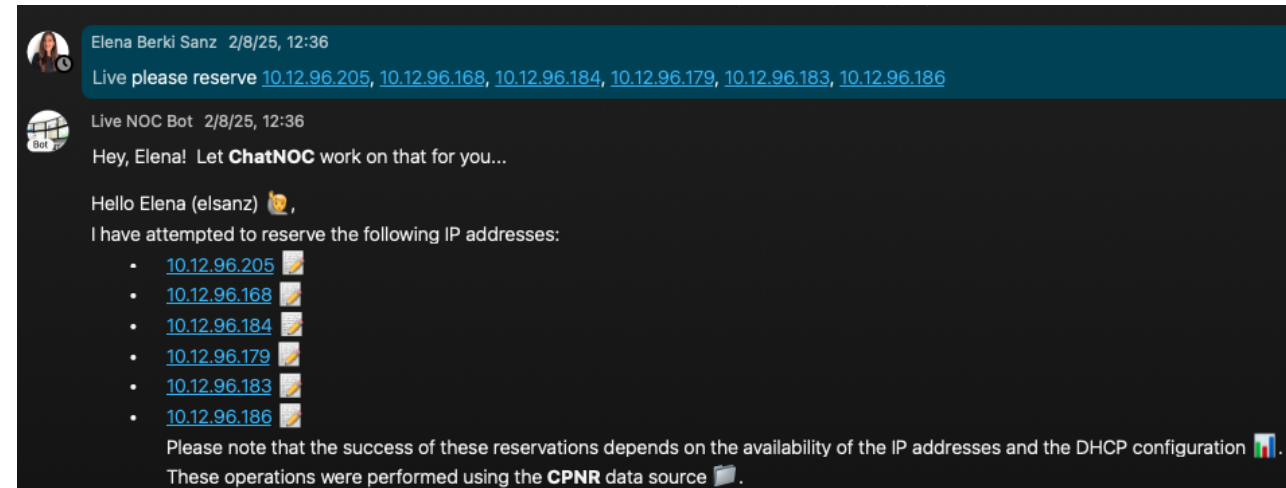 Elena Berki Sanz 2/8/25, 12:36
Live please reserve 10.12.96.205, 10.12.96.168, 10.12.96.184, 10.12.96.179, 10.12.96.183, 10.12.96.186
Live NOC Bot 2/8/25, 12:36
Bot
Hey, Elena! Let ChatNOC work on that for you...
Hello Elena (elsanz) 🙋,
I have attempted to reserve the following IP addresses:
• 10.12.96.205 📝
• 10.12.96.168 📝
• 10.12.96.184 📝
• 10.12.96.179 📝
• 10.12.96.183 📝
• 10.12.96.186 📝
Please note that the success of these reservations depends on the availability of the IP addresses and the DHCP configuration 📊.
These operations were performed using the CPNR data source 📁.